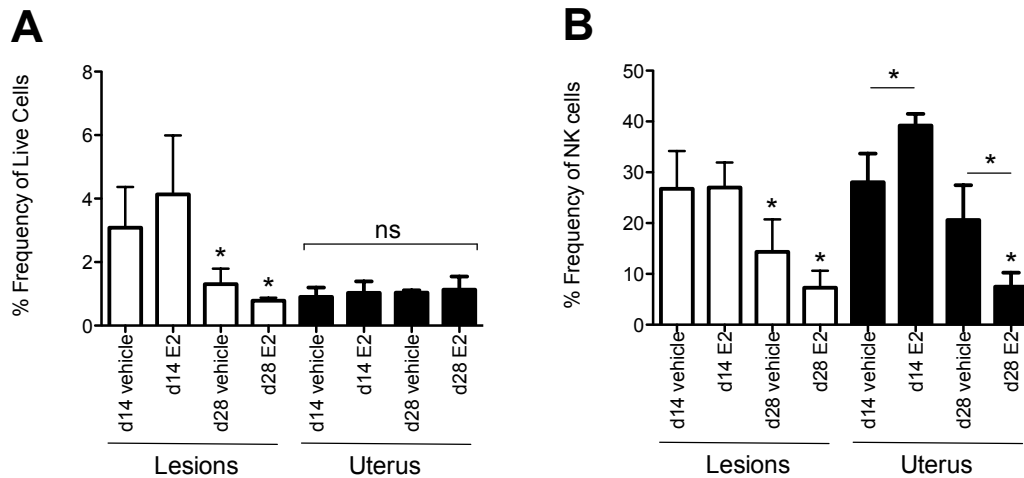 A
% Frequency of Live Cells
8
6
4
2
0
*
*
ns
d14 vehicle
d14 E2
d28 vehicle
d28 E2
d14 vehicle
d14 E2
d28 vehicle
d28 E2
Lesions
Uterus
B
% Frequency of NK cells
50
40
30
20
10
0
*
*
*
*
*
d14 vehicle
d14 E2
d28 vehicle
d28 E2
d14 vehicle
d14 E2
d28 vehicle
d28 E2
Lesions
Uterus